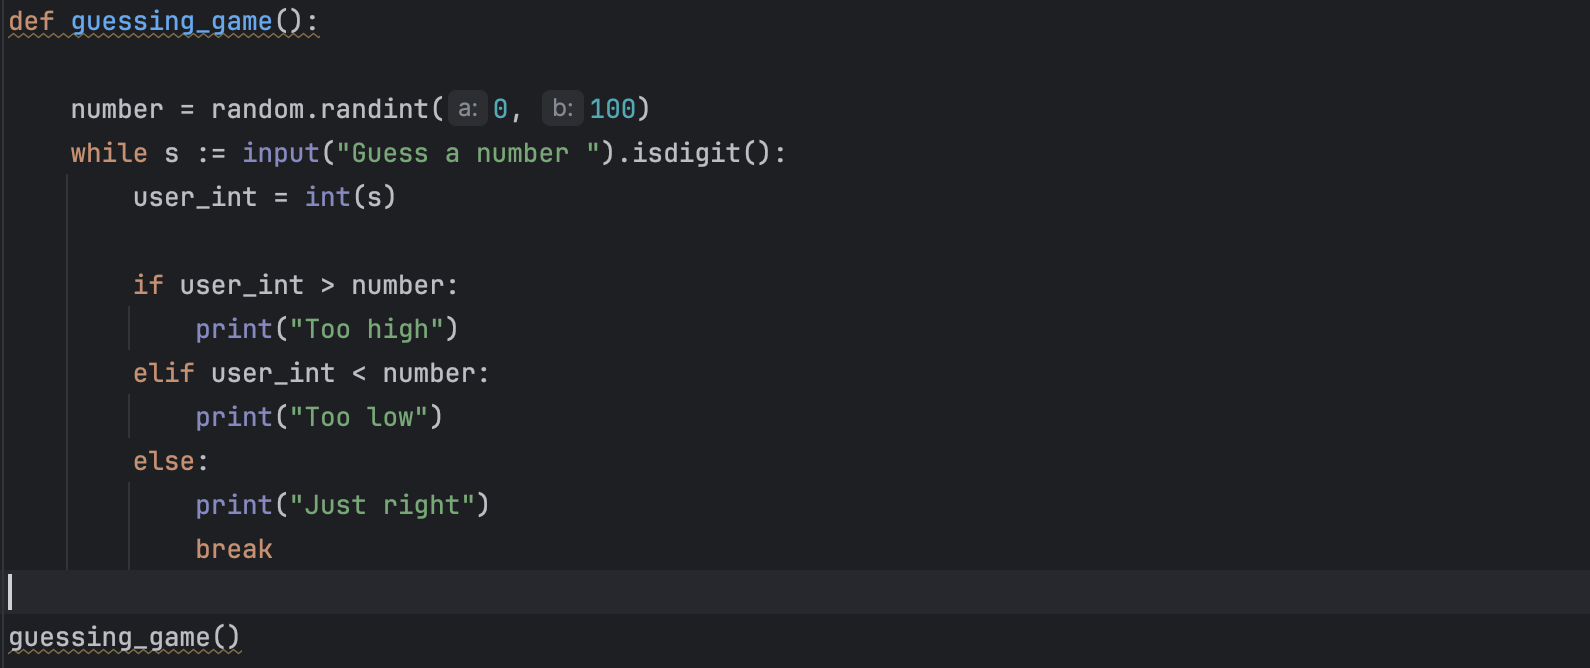 def guessing_game():
number = random.randint(a: 0, b: 100)
while s := input("Guess a number ").isdigit():
user_int = int(s)
if user_int > number:
print("Too high")
elif user_int < number:
print("Too low")
else:
print("Just right")
break
guessing_game()